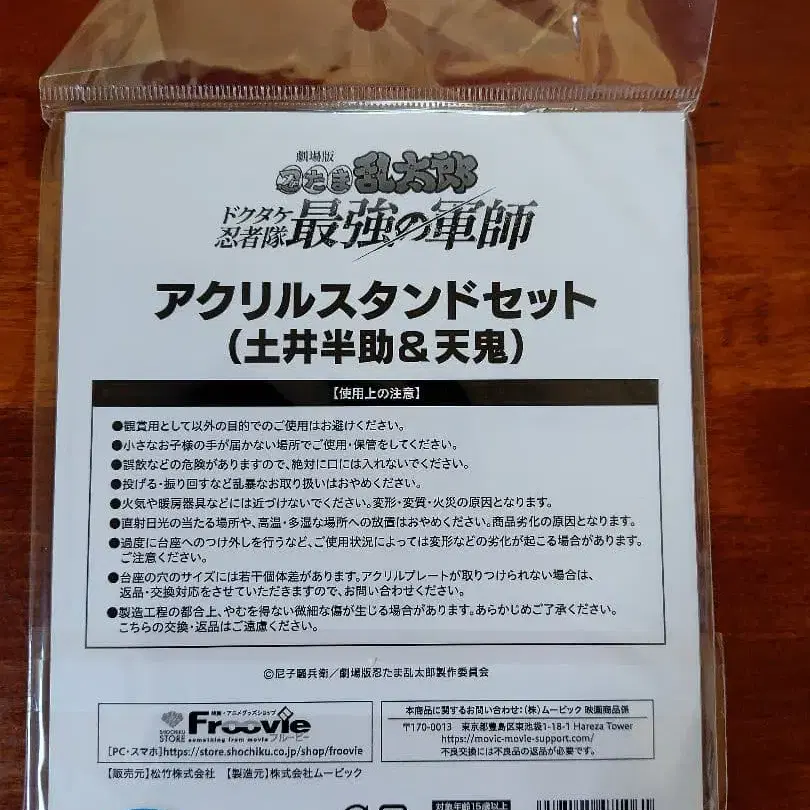 劇場版
忍たま乱太郎
ドクタケ
忍者隊
最強の軍師
アクリルスタンドセット
(土井半助&天鬼)
【使用上の注意】
●観賞用として以外の目的でのご使用はお避けください。
●小さなお子様の手が届かない場所でご使用・保管をしてください。
●誤飲などの危険がありますので、絶対に口には入れないでください。
●投げる・振り回すなど乱暴なお取り扱いはおやめください。
●火気や暖房器具などには近づけないでください。変形・変質・火災の原因となります。
●直射日光の当たる場所や、高温・多湿な場所への放置はおやめください。商品劣化の原因となります。
●過度に台座へのつけ外しを行うなど、ご使用状況によっては変形などの劣化が起こる場合があります。
ご注意ください。
●台座の穴のサイズには若干個体差があります。アクリルプレートが取りつけられない場合は、
返品・交換対応をさせていただきますので、お問い合わせください。
●製造工程の都合上、やむを得ない微細な傷が生じる場合があります。あらかじめご了承ください。
こちらの交換・返品はご遠慮ください。
©尼子騒兵衛/劇場版忍たま乱太郎製作委員会
SHOCHIKU
STORE
映画・アニメグッズショップ
Froovie
something from movie フルービー
[PC・スマホ]https://store.shochiku.co.jp/shop/froovie
【販売元】松竹株式会社 【製造元】株式会社ムービック
本商品に関するお問い合わせ:(株)ムービック 映画商品係
〒170-0013 東京都豊島区東池袋1-18-1 Hareza Tower
https://movic-movie-support.com/
不良交換には不良品の返品が必要です。
対象年齢15歳以上